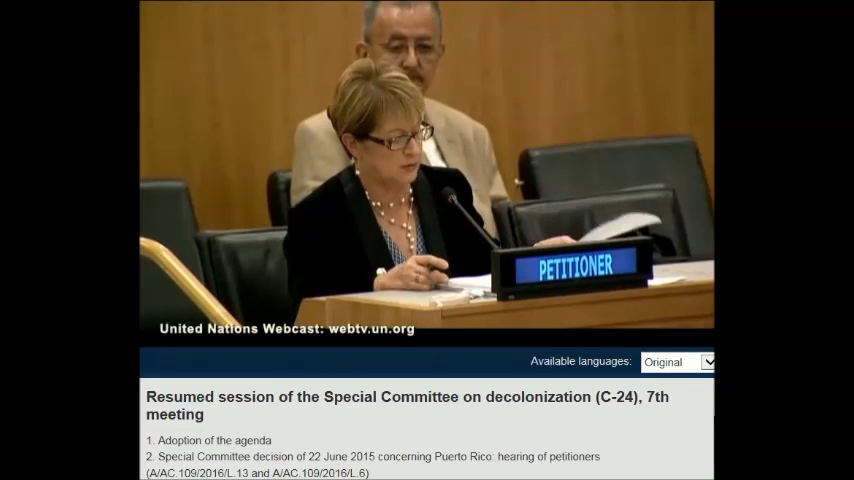 PETITIONER
United Nations Webcast: webtv.un.org
Available languages: Original
Resumed session of the Special Committee on decolonization (C-24), 7th
meeting
1. Adoption of the agenda
2. Special Committee decision of 22 June 2015 concerning Puerto Rico: hearing of petitioners
(A/AC.109/2016/L.13 and A/AC.109/2016/L.6)